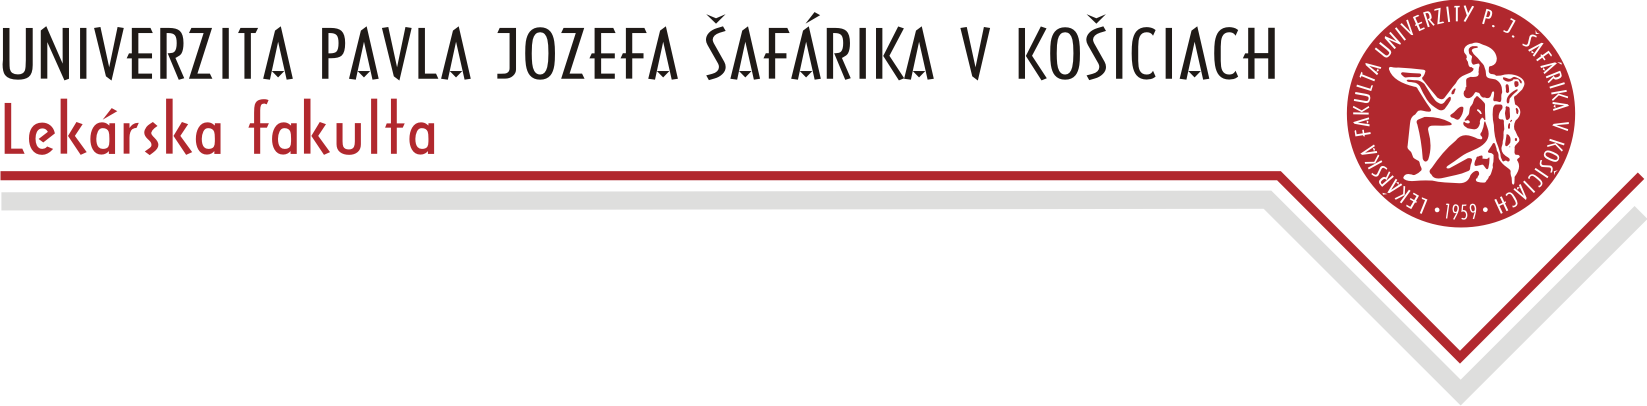 UNIVERZITA PAVLA JOZEFA ŠAFÁRIKA V KOŠICIACH
Lekárska fakulta
LEKÁRSKA FAKULTA UNIVERZITY P. J. ŠAFÁRIKA V KOŠICIACH
• 1959 •